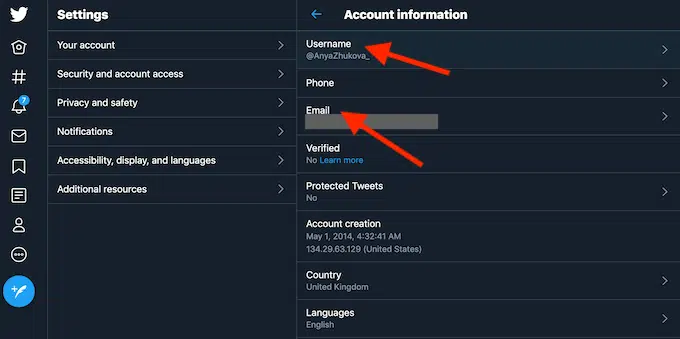 Settings
Your account
Security and account access
Privacy and safety
Notifications
Accessibility, display, and languages
Additional resources
7
Account information
Username
@AnyaZhukova_
Phone
Email
Verified
No Learn more
Protected Tweets
No
Account creation
May 1, 2014, 4:32:41 AM
134.29.63.129 (United States)
Country
United Kingdom
Languages
English